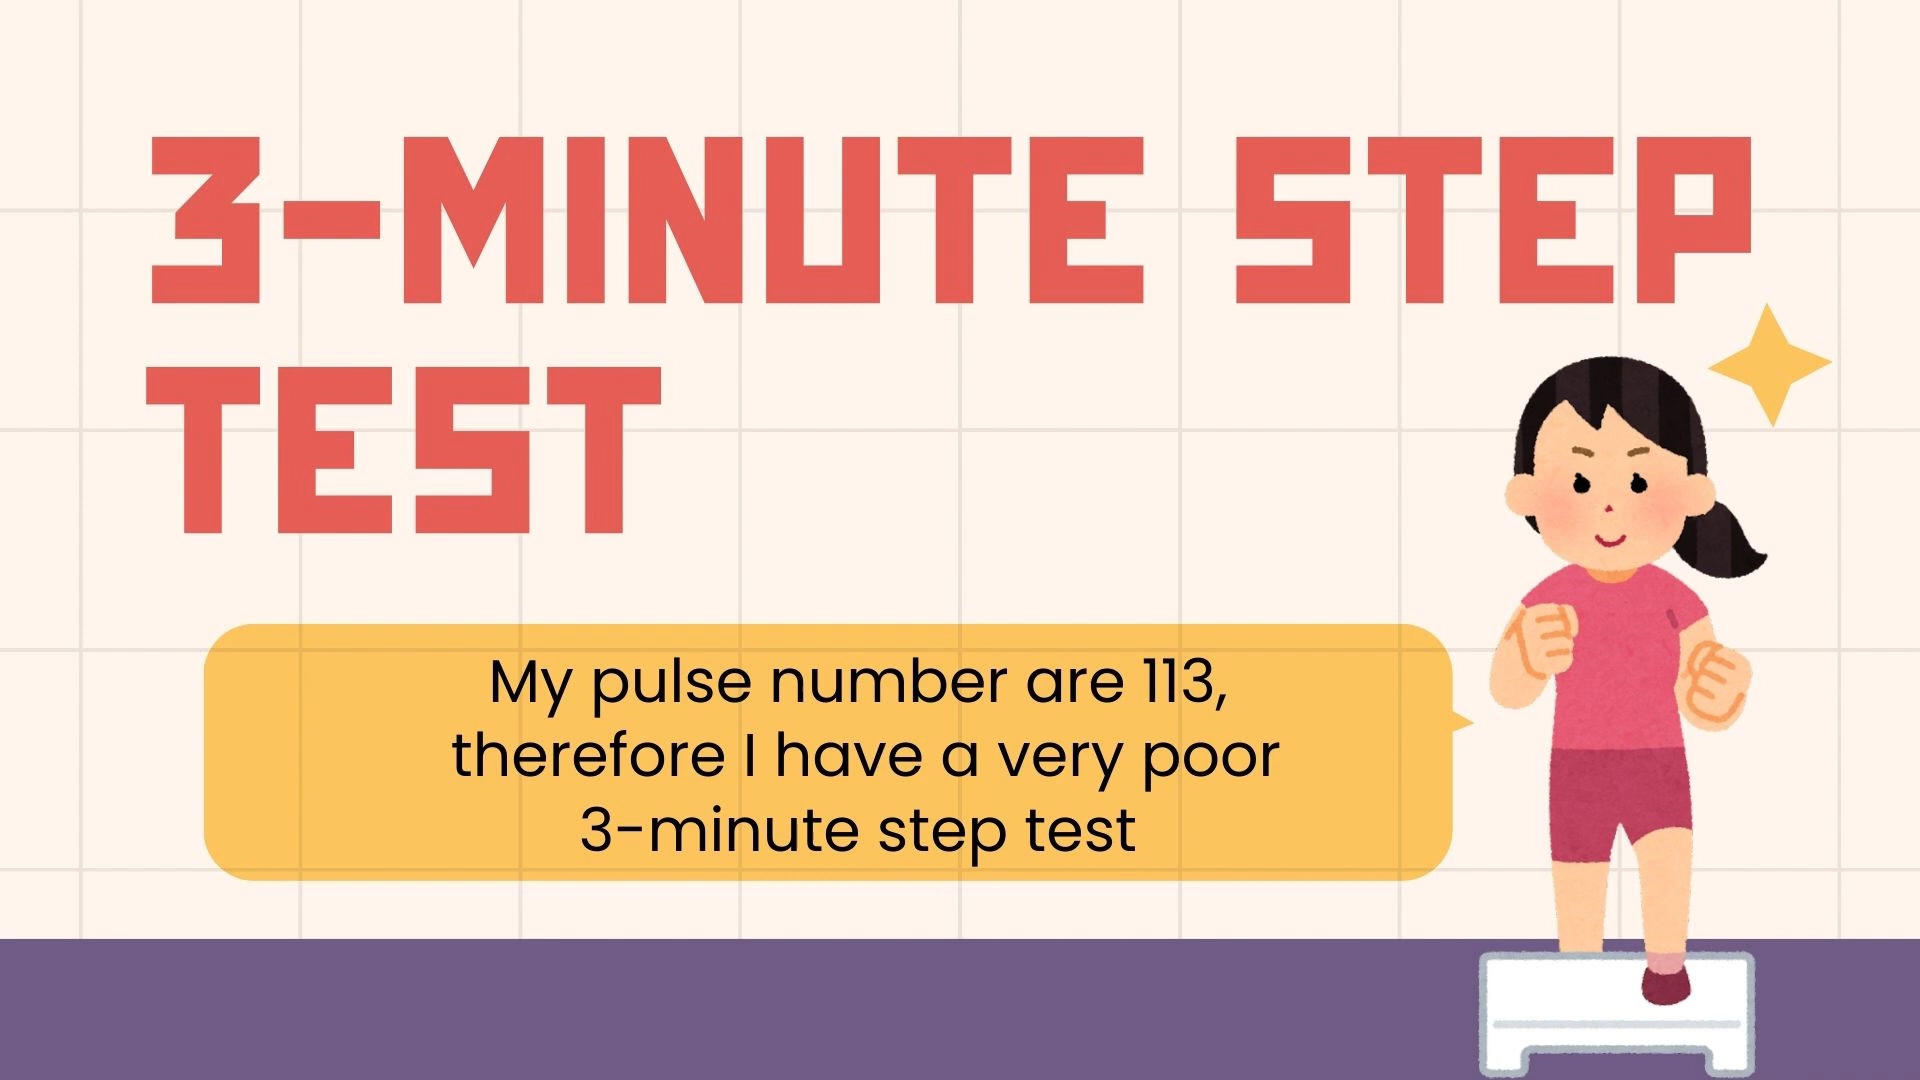 3-MINUTE STEP
TEST
My pulse number are 113,
therefore I have a very poor
3-minute step test